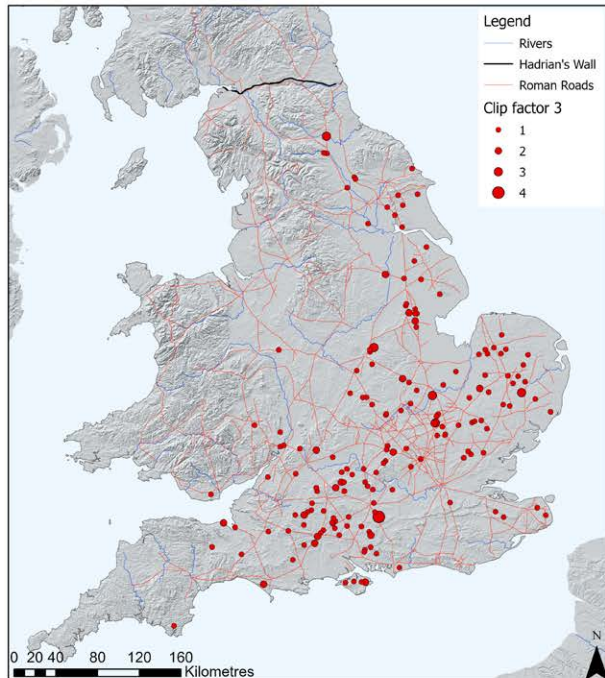 Legend
Rivers
Hadrian's Wall
Roman Roads
Clip factor 3
1
2
3
4
N
0 20 40 80 120 160
Kilometres